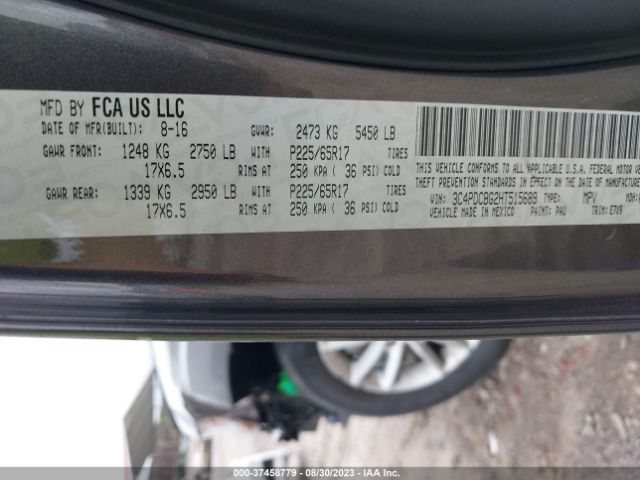 MFD BY FCA US LLC
DATE OF MFR(BUILT): 8-16 GVWR: 2473 KG 5450 LB
GAWR FRONT: 1248 KG 2750 LB WITH P225/65R17 TIRES
17X6.5 RIMS AT 250 KPA ( 36 PSI) COLD
GAWR REAR: 1339 KG 2950 LB WITH P225/65R17 TIRES
17X6.5 RIMS AT 250 KPA ( 36 PSI) COLD
THIS VEHICLE CONFORMS TO ALL APPLICABLE U.S.A. FEDERAL MOTOR
THEFT PREVENTION STANDARDS IN EFFECT ON THE DATE OF
VIN: 3C4PDCBG2HT515689 TYPE: MPV MDH:
VEHICLE MADE IN MEXICO PAINT: PAU TRIM: E7X9
000-37458779 - 08/30/2023 - IAA Inc.